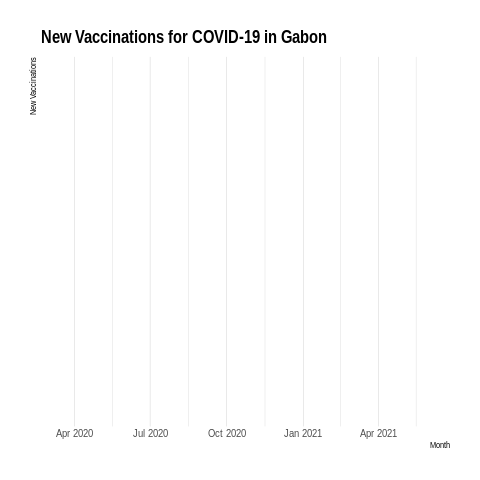 New Vaccinations for COVID-19 in Gabon
New Vaccinations
Apr 2020 Jul 2020 Oct 2020 Jan 2021 Apr 2021
Month